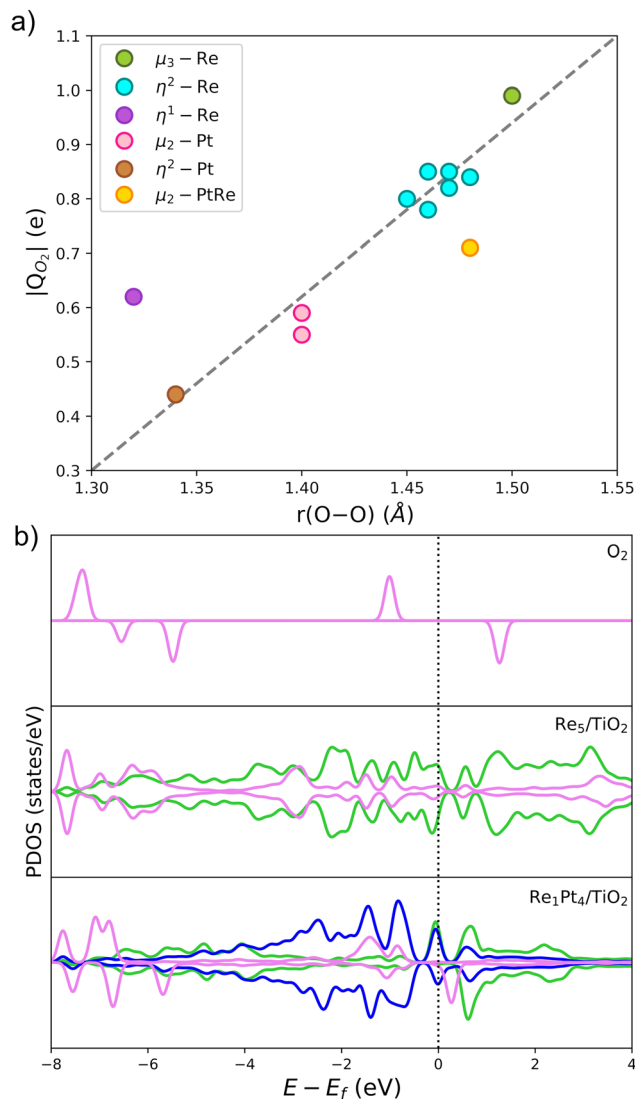 a)
|Q_{O₂}| (e)
1.1
1.0
0.9
0.8
0.7
0.6
0.5
0.4
0.3
μ₃ − Re
η² − Re
η¹ − Re
μ₂ − Pt
η² − Pt
μ₂ − PtRe
1.30 1.35 1.40 1.45 1.50 1.55
r(O−O) (Å)
b)
PDOS (states/eV)
O₂
Re₅/TiO₂
Re₁Pt₄/TiO₂
−8 −6 −4 −2 0 2 4
E − E_f (eV)